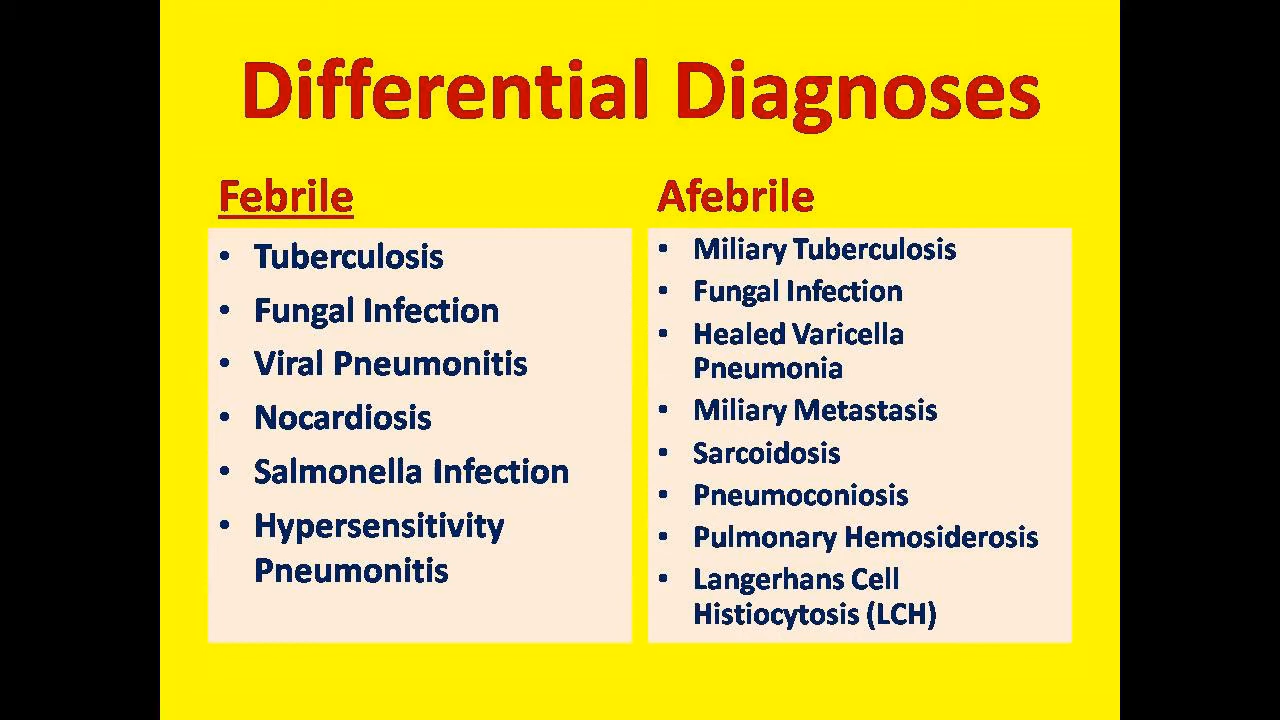 Differential Diagnoses
Febrile
• Tuberculosis
• Fungal Infection
• Viral Pneumonitis
• Nocardiosis
• Salmonella Infection
• Hypersensitivity
Pneumonitis
Afebrile
• Miliary Tuberculosis
• Fungal Infection
• Healed Varicella
Pneumonia
• Miliary Metastasis
• Sarcoidosis
• Pneumoconiosis
• Pulmonary Hemosiderosis
• Langerhans Cell
Histiocytosis (LCH)